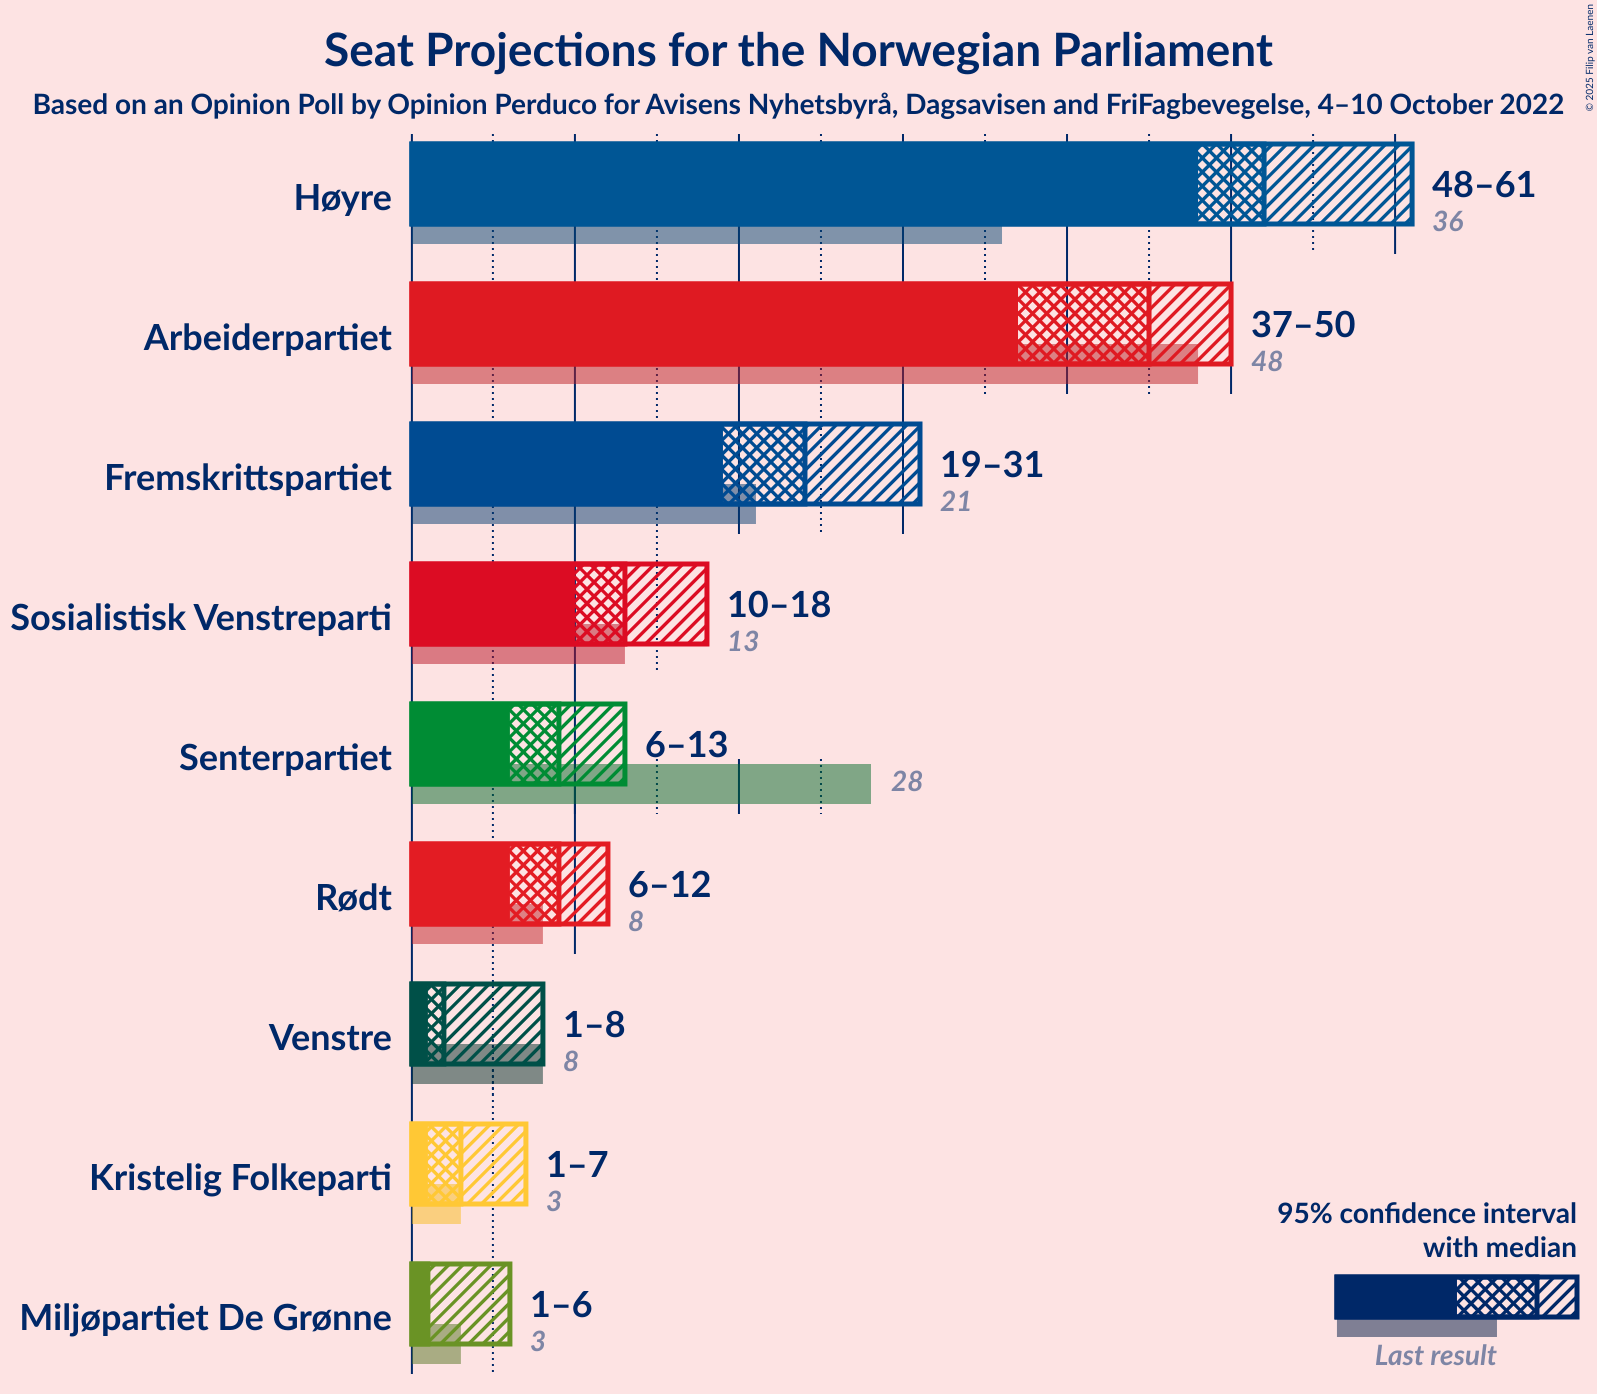 Seat Projections for the Norwegian Parliament
Based on an Opinion Poll by Opinion Perduco for Avisens Nyhetsbyrå, Dagsavisen and FriFagbevegelse, 4–10 October 2022
© 2025 Filip van Laenen
Høyre
48–61
36
Arbeiderpartiet
37–50
48
Fremskrittspartiet
19–31
21
Sosialistisk Venstreparti
10–18
13
Senterpartiet
6–13
28
Rødt
6–12
8
Venstre
1–8
8
Kristelig Folkeparti
1–7
3
Miljøpartiet De Grønne
1–6
3
95% confidence interval
with median
Last result